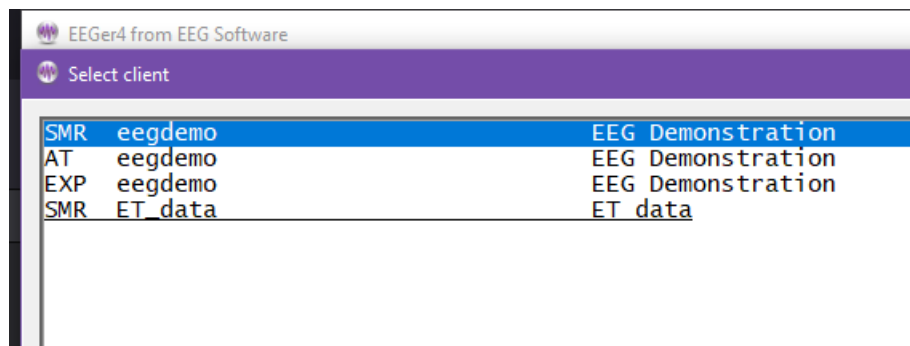 EEGer4 from EEG Software
Select client
SMR eegdemo EEG Demonstration
AT eegdemo EEG Demonstration
EXP eegdemo EEG Demonstration
SMR ET_data ET data